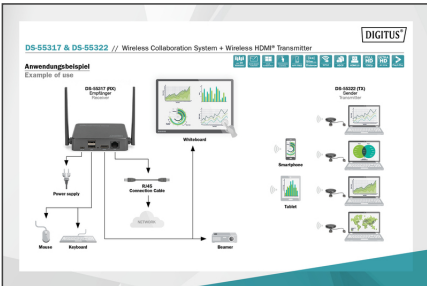 DIGITUS®
DS-55317 & DS-55322 // Wireless Collaboration System + Wireless HDMI® Transmitter
Anwendungsbeispiel
Example of use
DS-55317 (RX)
Empfänger
Receiver
DS-55322 (TX)
Sender
Transmitter
Whiteboard
Smartphone
Power supply
RJ45
Connection Cable
Tablet
NETWORK
Mouse
Keyboard
Beamer